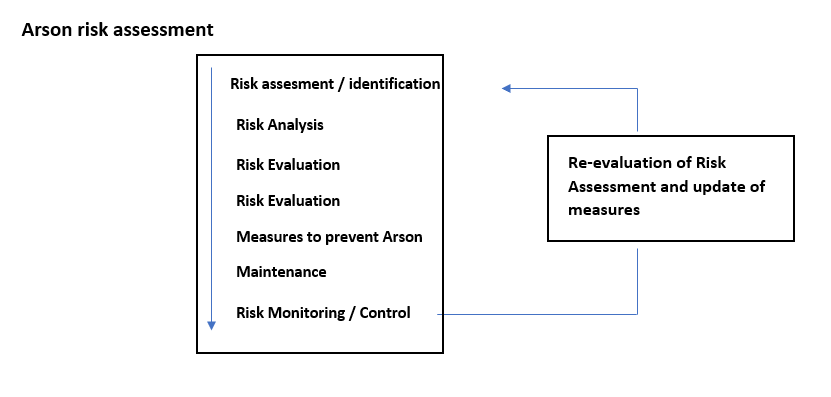 Arson risk assessment
Risk assesment / identification
Risk Analysis
Risk Evaluation
Risk Evaluation
Measures to prevent Arson
Maintenance
Risk Monitoring / Control
Re-evaluation of Risk
Assessment and update of
measures